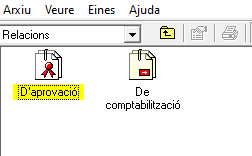 Arxiu Veure Eines Ajuda
Relacions
D'aprovació De
comptabilització